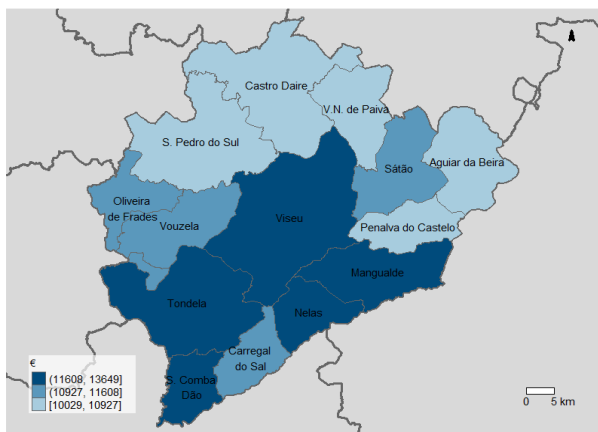 Castro Daire
V.N. de Paiva
S. Pedro do Sul
Sátão
Aguiar da Beira
Oliveira
de Frades
Vouzela
Viseu
Penalva do Castelo
Mangualde
Tondela
Nelas
Carregal
do Sal
S. Comba
Dão
€
(11608, 13649]
(10927, 11608]
[10029, 10927]
0 5 km